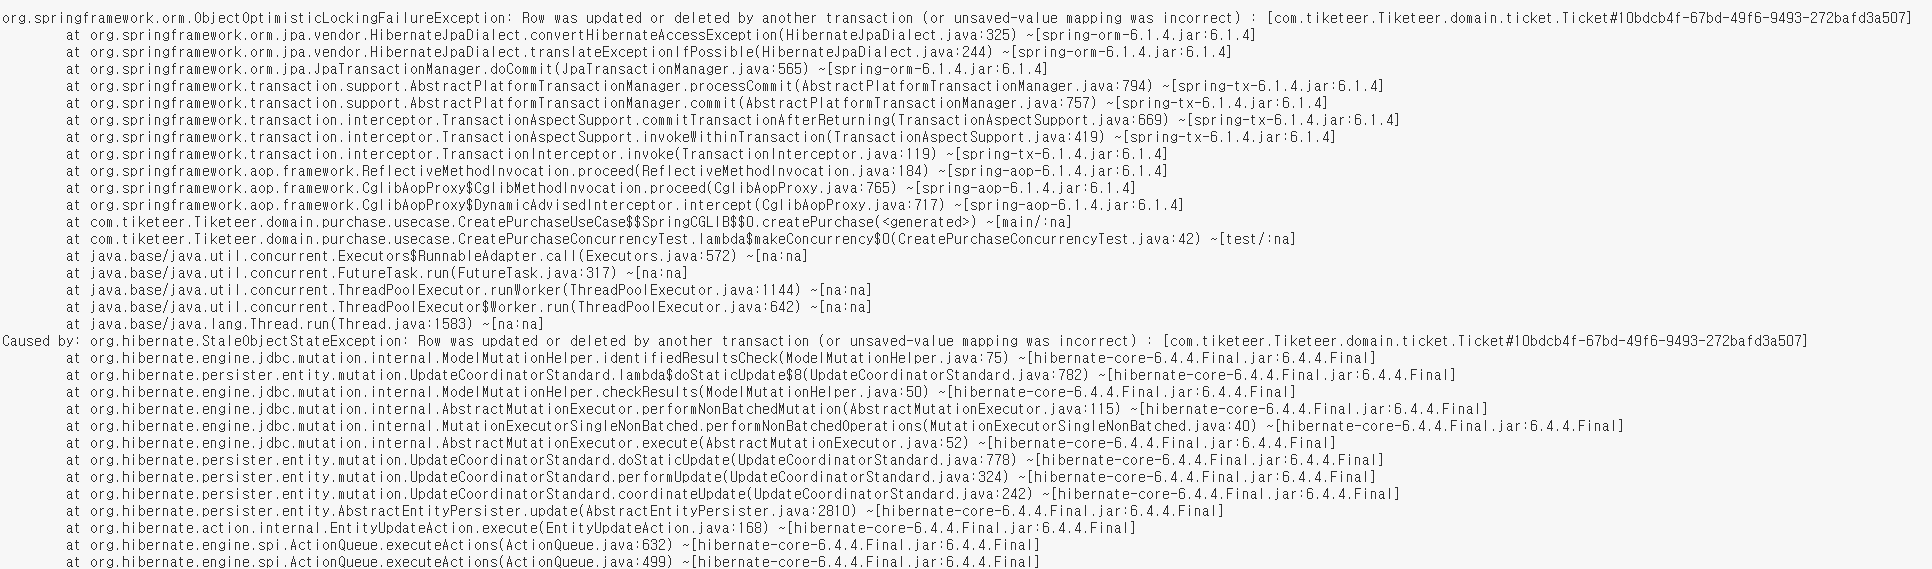 org.springframework.orm.ObjectOptimisticLockingFailureException: Row was updated or deleted by another transaction (or unsaved-value mapping was incorrect) : [com.tiketeer.Tiketeer.domain.ticket.Ticket#10bdcb4f-67bd-49f6-9493-272bafd3a507]
at org.springframework.orm.jpa.vendor.HibernateJpaDialect.convertHibernateAccessException(HibernateJpaDialect.java:325) ~[spring-orm-6.1.4.jar:6.1.4]
at org.springframework.orm.jpa.vendor.HibernateJpaDialect.translateExceptionIfPossible(HibernateJpaDialect.java:244) ~[spring-orm-6.1.4.jar:6.1.4]
at org.springframework.orm.jpa.JpaTransactionManager.doCommit(JpaTransactionManager.java:565) ~[spring-orm-6.1.4.jar:6.1.4]
at org.springframework.transaction.support.AbstractPlatformTransactionManager.processCommit(AbstractPlatformTransactionManager.java:794) ~[spring-tx-6.1.4.jar:6.1.4]
at org.springframework.transaction.support.AbstractPlatformTransactionManager.commit(AbstractPlatformTransactionManager.java:757) ~[spring-tx-6.1.4.jar:6.1.4]
at org.springframework.transaction.interceptor.TransactionAspectSupport.commitTransactionAfterReturning(TransactionAspectSupport.java:669) ~[spring-tx-6.1.4.jar:6.1.4]
at org.springframework.transaction.interceptor.TransactionAspectSupport.invokeWithinTransaction(TransactionAspectSupport.java:419) ~[spring-tx-6.1.4.jar:6.1.4]
at org.springframework.transaction.interceptor.TransactionInterceptor.invoke(TransactionInterceptor.java:119) ~[spring-tx-6.1.4.jar:6.1.4]
at org.springframework.aop.framework.ReflectiveMethodInvocation.proceed(ReflectiveMethodInvocation.java:184) ~[spring-aop-6.1.4.jar:6.1.4]
at org.springframework.aop.framework.CglibAopProxy$CglibMethodInvocation.proceed(CglibAopProxy.java:765) ~[spring-aop-6.1.4.jar:6.1.4]
at org.springframework.aop.framework.CglibAopProxy$DynamicAdvisedInterceptor.intercept(CglibAopProxy.java:717) ~[spring-aop-6.1.4.jar:6.1.4]
at com.tiketeer.Tiketeer.domain.purchase.usecase.CreatePurchaseUseCase$$SpringCGLIB$$0.createPurchase(<generated>) ~[main/:na]
at com.tiketeer.Tiketeer.domain.purchase.usecase.CreatePurchaseConcurrencyTest.lambda$makeConcurrency$0(CreatePurchaseConcurrencyTest.java:42) ~[test/:na]
at java.base/java.util.concurrent.Executors$RunnableAdapter.call(Executors.java:572) ~[na:na]
at java.base/java.util.concurrent.FutureTask.run(FutureTask.java:317) ~[na:na]
at java.base/java.util.concurrent.ThreadPoolExecutor.runWorker(ThreadPoolExecutor.java:1144) ~[na:na]
at java.base/java.util.concurrent.ThreadPoolExecutor$Worker.run(ThreadPoolExecutor.java:642) ~[na:na]
at java.base/java.lang.Thread.run(Thread.java:1583) ~[na:na]
Caused by: org.hibernate.StaleObjectStateException: Row was updated or deleted by another transaction (or unsaved-value mapping was incorrect) : [com.tiketeer.Tiketeer.domain.ticket.Ticket#10bdcb4f-67bd-49f6-9493-272bafd3a507]
at org.hibernate.engine.jdbc.mutation.internal.ModelMutationHelper.identifiedResultsCheck(ModelMutationHelper.java:75) ~[hibernate-core-6.4.4.Final.jar:6.4.4.Final]
at org.hibernate.persister.entity.mutation.UpdateCoordinatorStandard.lambda$doStaticUpdate$8(UpdateCoordinatorStandard.java:782) ~[hibernate-core-6.4.4.Final.jar:6.4.4.Final]
at org.hibernate.engine.jdbc.mutation.internal.ModelMutationHelper.checkResults(ModelMutationHelper.java:50) ~[hibernate-core-6.4.4.Final.jar:6.4.4.Final]
at org.hibernate.engine.jdbc.mutation.internal.AbstractMutationExecutor.performNonBatchedMutation(AbstractMutationExecutor.java:115) ~[hibernate-core-6.4.4.Final.jar:6.4.4.Final]
at org.hibernate.engine.jdbc.mutation.internal.MutationExecutorSingleNonBatched.performNonBatchedOperations(MutationExecutorSingleNonBatched.java:40) ~[hibernate-core-6.4.4.Final.jar:6.4.4.Final]
at org.hibernate.engine.jdbc.mutation.internal.AbstractMutationExecutor.execute(AbstractMutationExecutor.java:52) ~[hibernate-core-6.4.4.Final.jar:6.4.4.Final]
at org.hibernate.persister.entity.mutation.UpdateCoordinatorStandard.doStaticUpdate(UpdateCoordinatorStandard.java:778) ~[hibernate-core-6.4.4.Final.jar:6.4.4.Final]
at org.hibernate.persister.entity.mutation.UpdateCoordinatorStandard.performUpdate(UpdateCoordinatorStandard.java:324) ~[hibernate-core-6.4.4.Final.jar:6.4.4.Final]
at org.hibernate.persister.entity.mutation.UpdateCoordinatorStandard.coordinateUpdate(UpdateCoordinatorStandard.java:242) ~[hibernate-core-6.4.4.Final.jar:6.4.4.Final]
at org.hibernate.persister.entity.AbstractEntityPersister.update(AbstractEntityPersister.java:2810) ~[hibernate-core-6.4.4.Final.jar:6.4.4.Final]
at org.hibernate.action.internal.EntityUpdateAction.execute(EntityUpdateAction.java:168) ~[hibernate-core-6.4.4.Final.jar:6.4.4.Final]
at org.hibernate.engine.spi.ActionQueue.executeActions(ActionQueue.java:632) ~[hibernate-core-6.4.4.Final.jar:6.4.4.Final]
at org.hibernate.engine.spi.ActionQueue.executeActions(ActionQueue.java:499) ~[hibernate-core-6.4.4.Final.jar:6.4.4.Final]